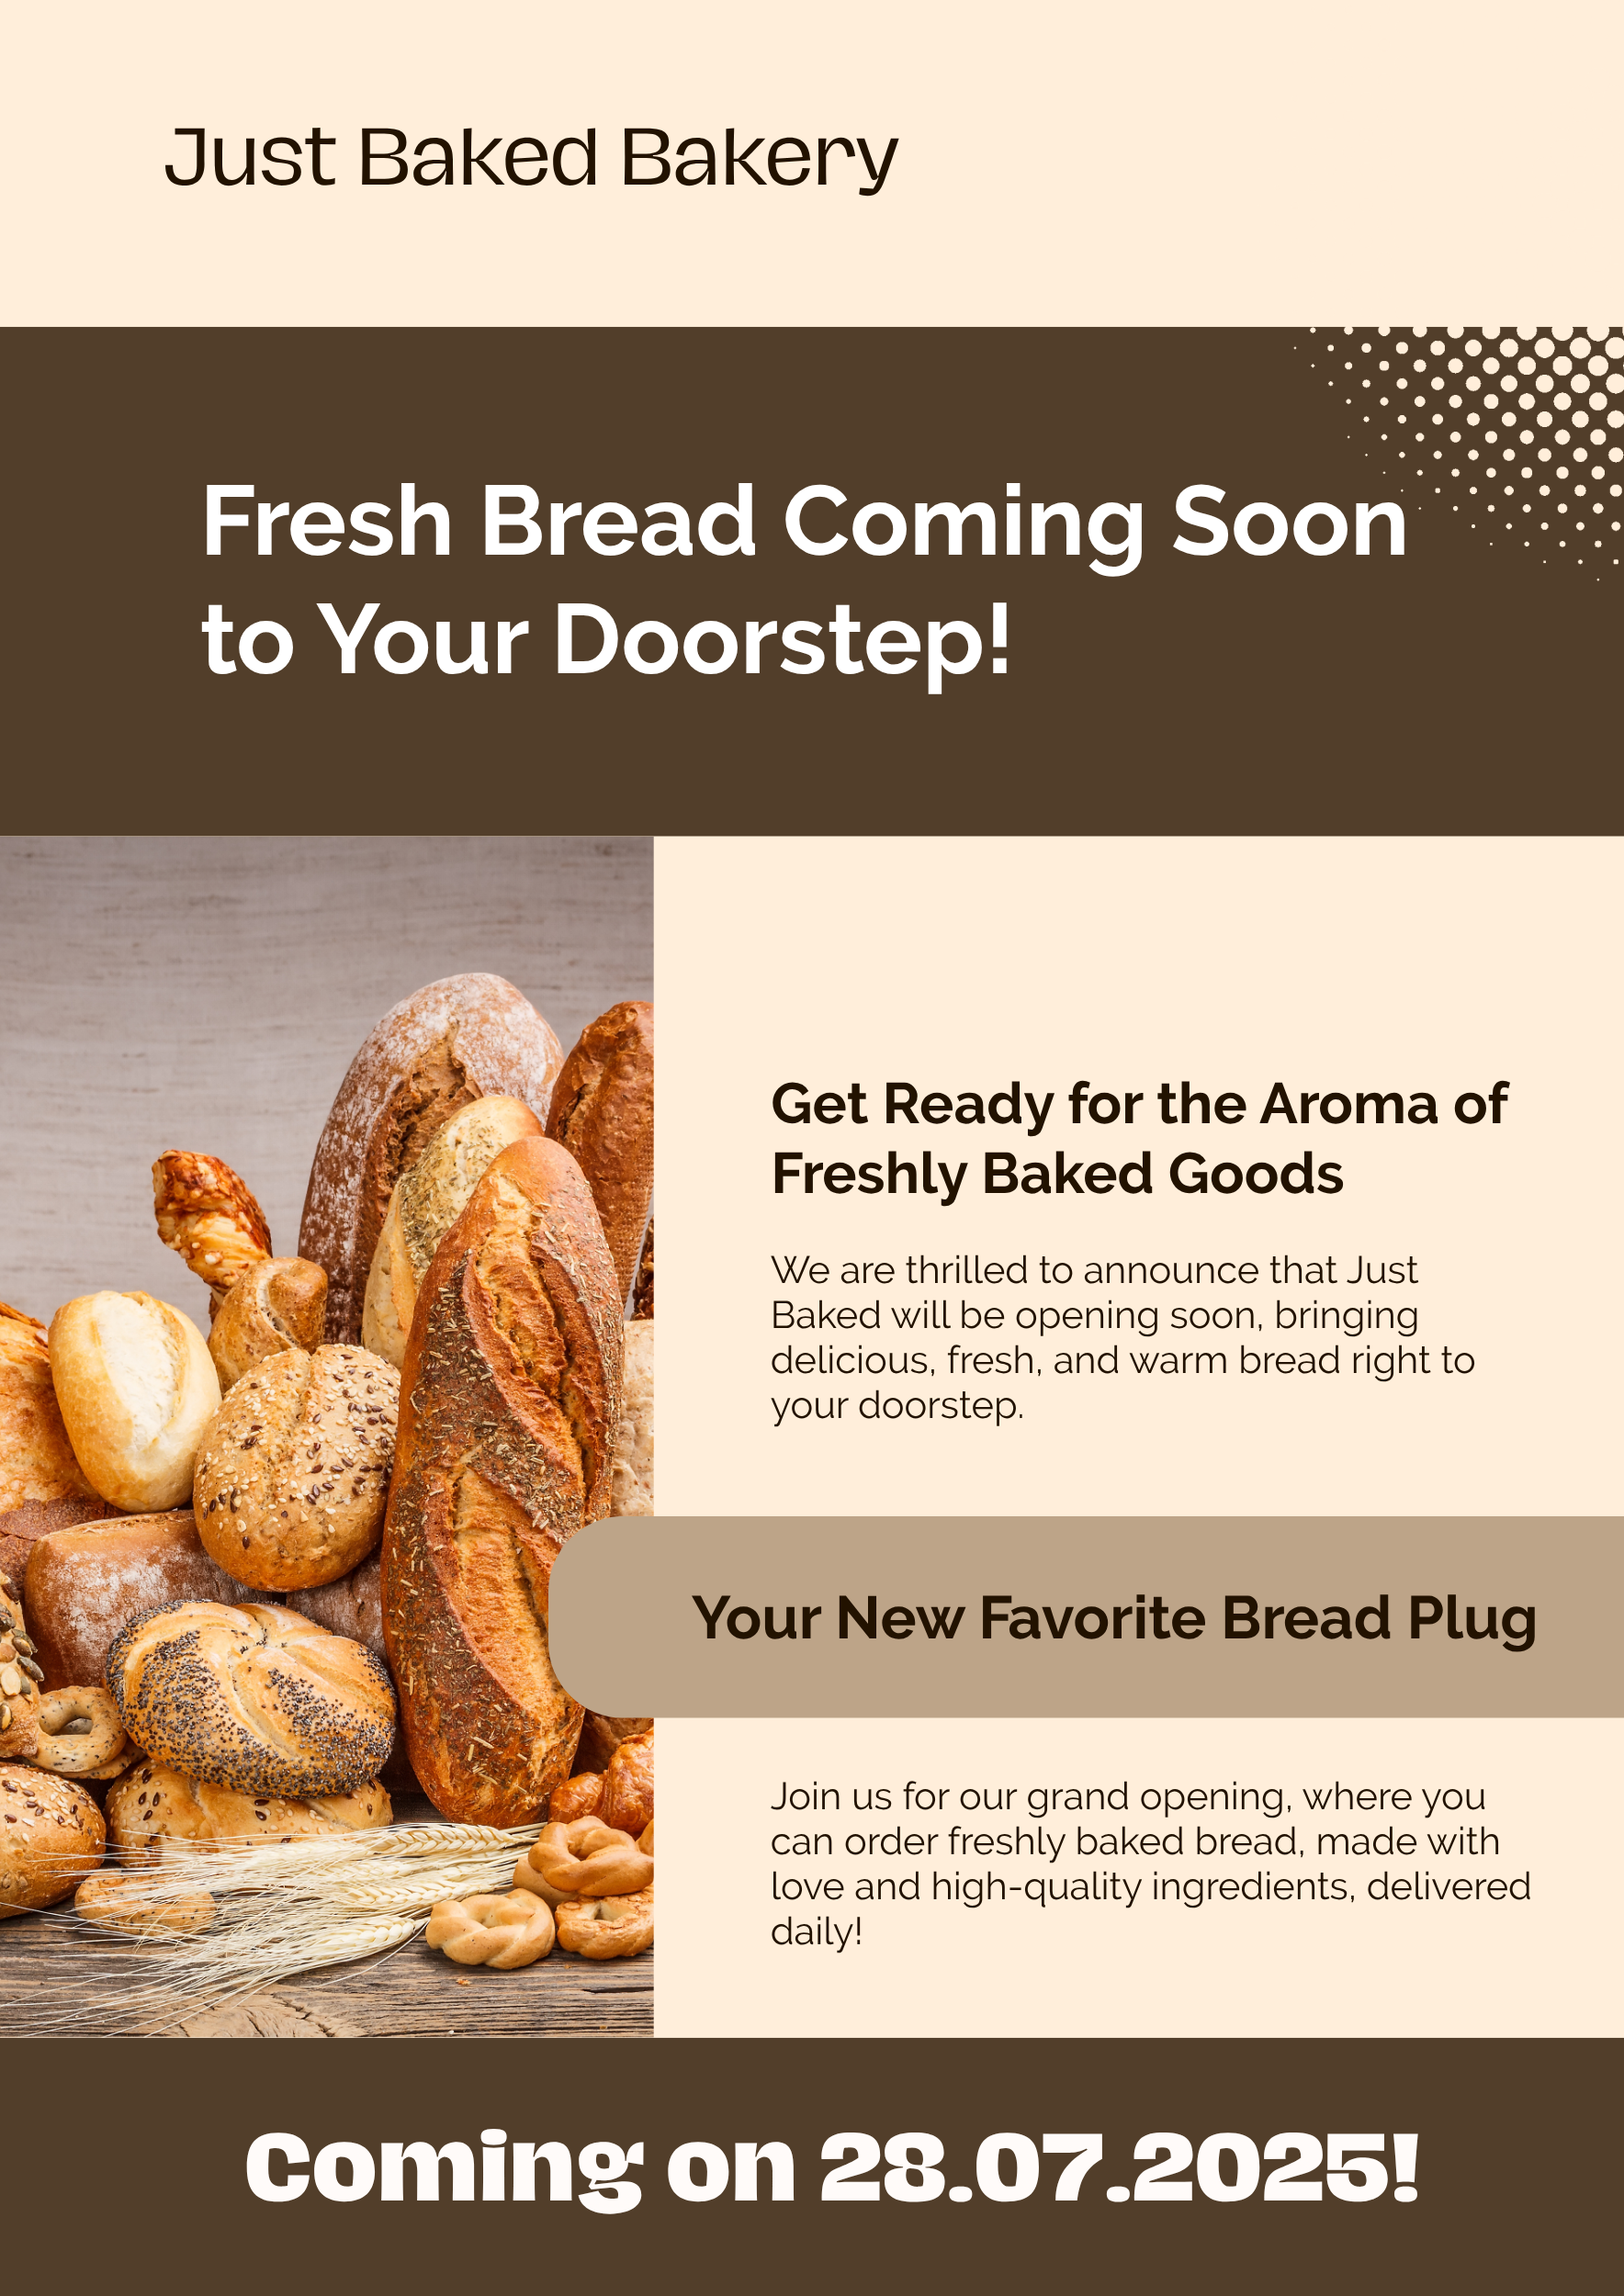 Just Baked Bakery
Fresh Bread Coming Soon
to Your Doorstep!
Get Ready for the Aroma of
Freshly Baked Goods
We are thrilled to announce that Just
Baked will be opening soon, bringing
delicious, fresh, and warm bread right to
your doorstep.
Your New Favorite Bread Plug
Join us for our grand opening, where you
can order freshly baked bread, made with
love and high-quality ingredients, delivered
daily!
Coming on 28.07.2025!